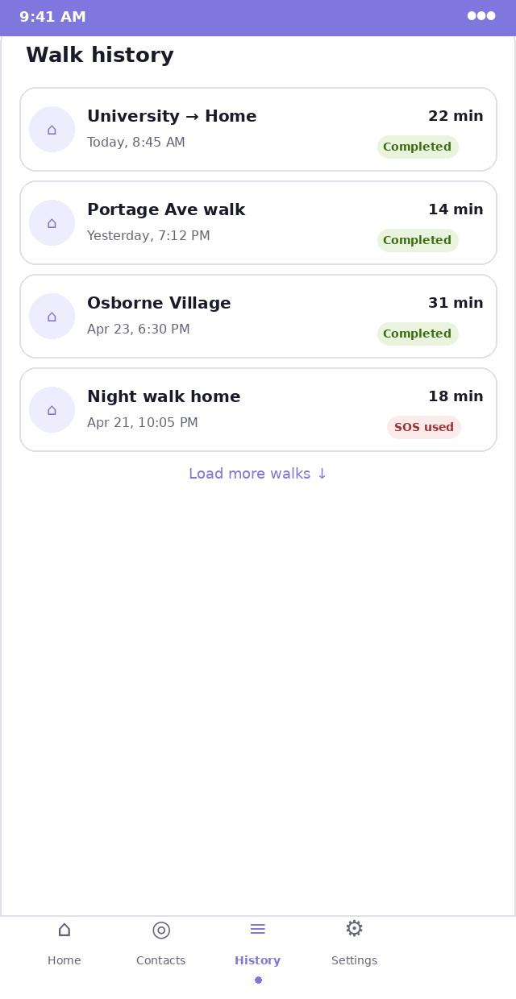 9:41 AM
Walk history
University → Home
22 min
Today, 8:45 AM
Completed
Portage Ave walk
14 min
Yesterday, 7:12 PM
Completed
Osborne Village
31 min
Apr 23, 6:30 PM
Completed
Night walk home
18 min
Apr 21, 10:05 PM
SOS used
Load more walks ↓
Home
Contacts
History
Settings